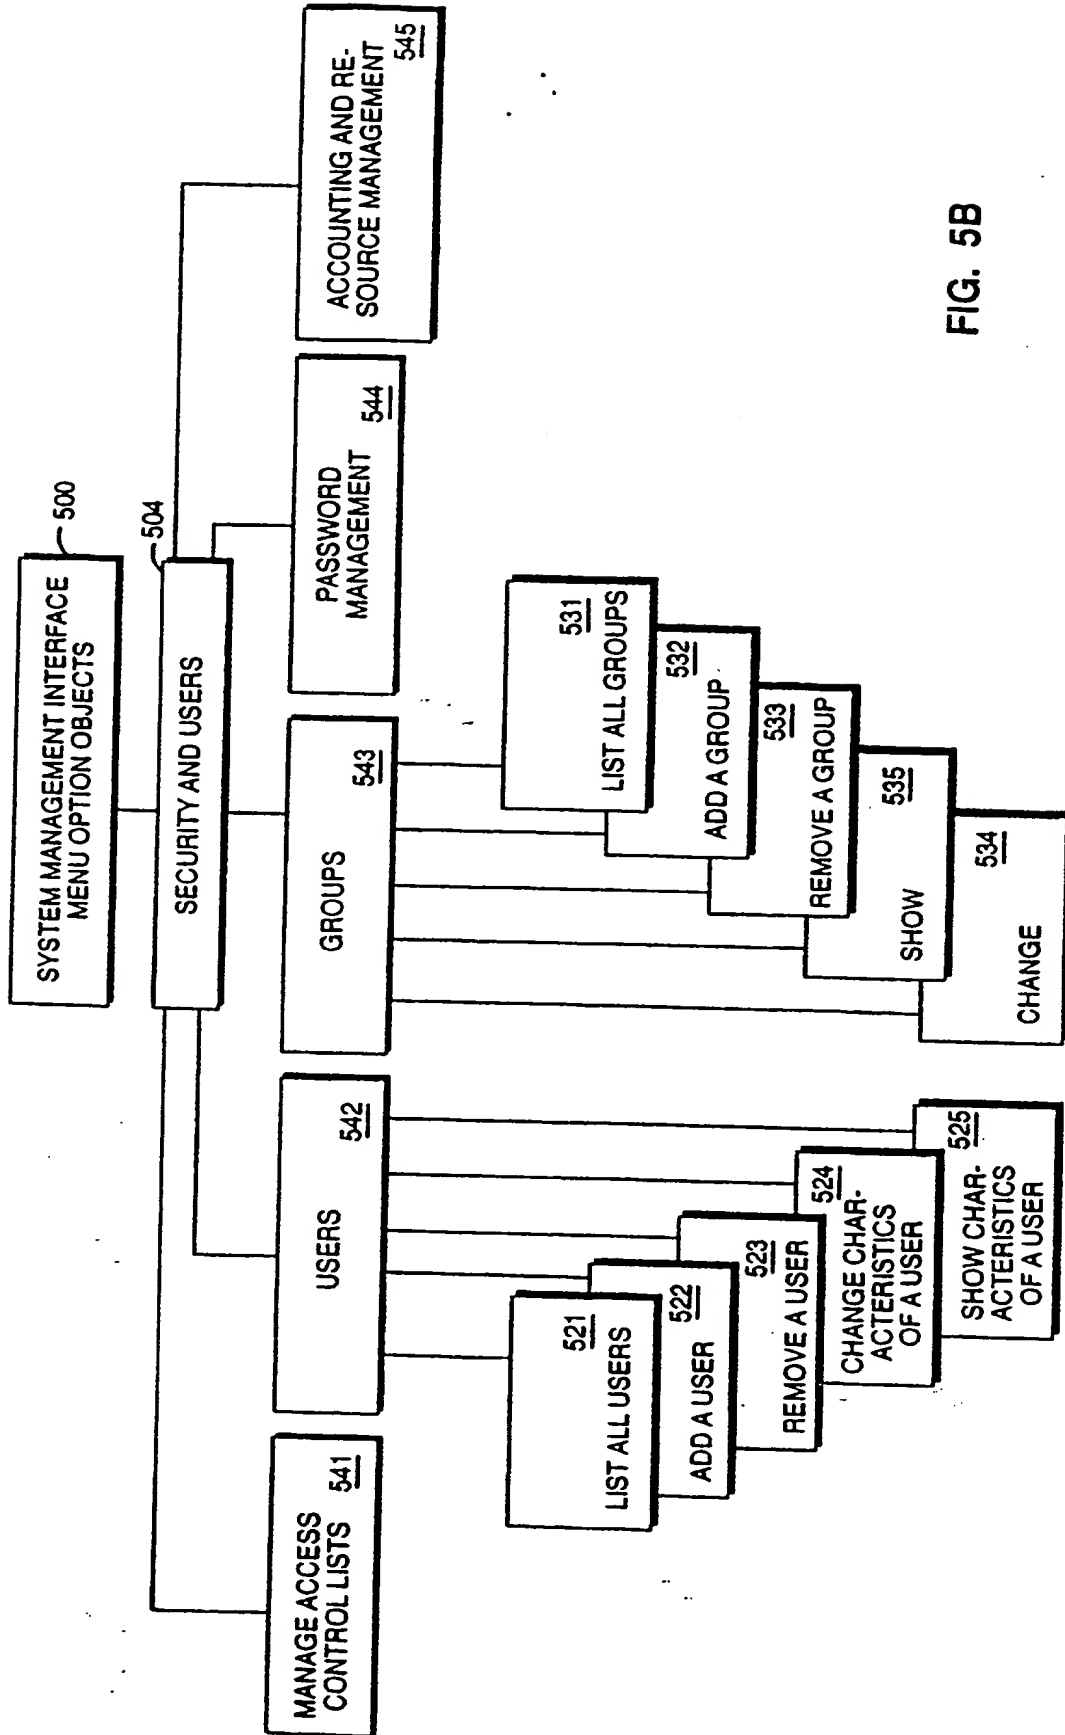 SYSTEM MANAGEMENT INTERFACE
MENU OPTION OBJECTS
500
SECURITY AND USERS
504
MANAGE ACCESS
CONTROL LISTS
541
USERS
542
GROUPS
543
PASSWORD
MANAGEMENT
544
ACCOUNTING AND RE-
SOURCE MANAGEMENT
545
521
LIST ALL USERS
522
ADD A USER
523
REMOVE A USER
524
CHANGE CHAR-
ACTERISTICS
OF A USER
525
SHOW CHAR-
ACTERISTICS
OF A USER
531
LIST ALL GROUPS
532
ADD A GROUP
533
REMOVE A GROUP
535
SHOW
534
CHANGE
FIG. 5B